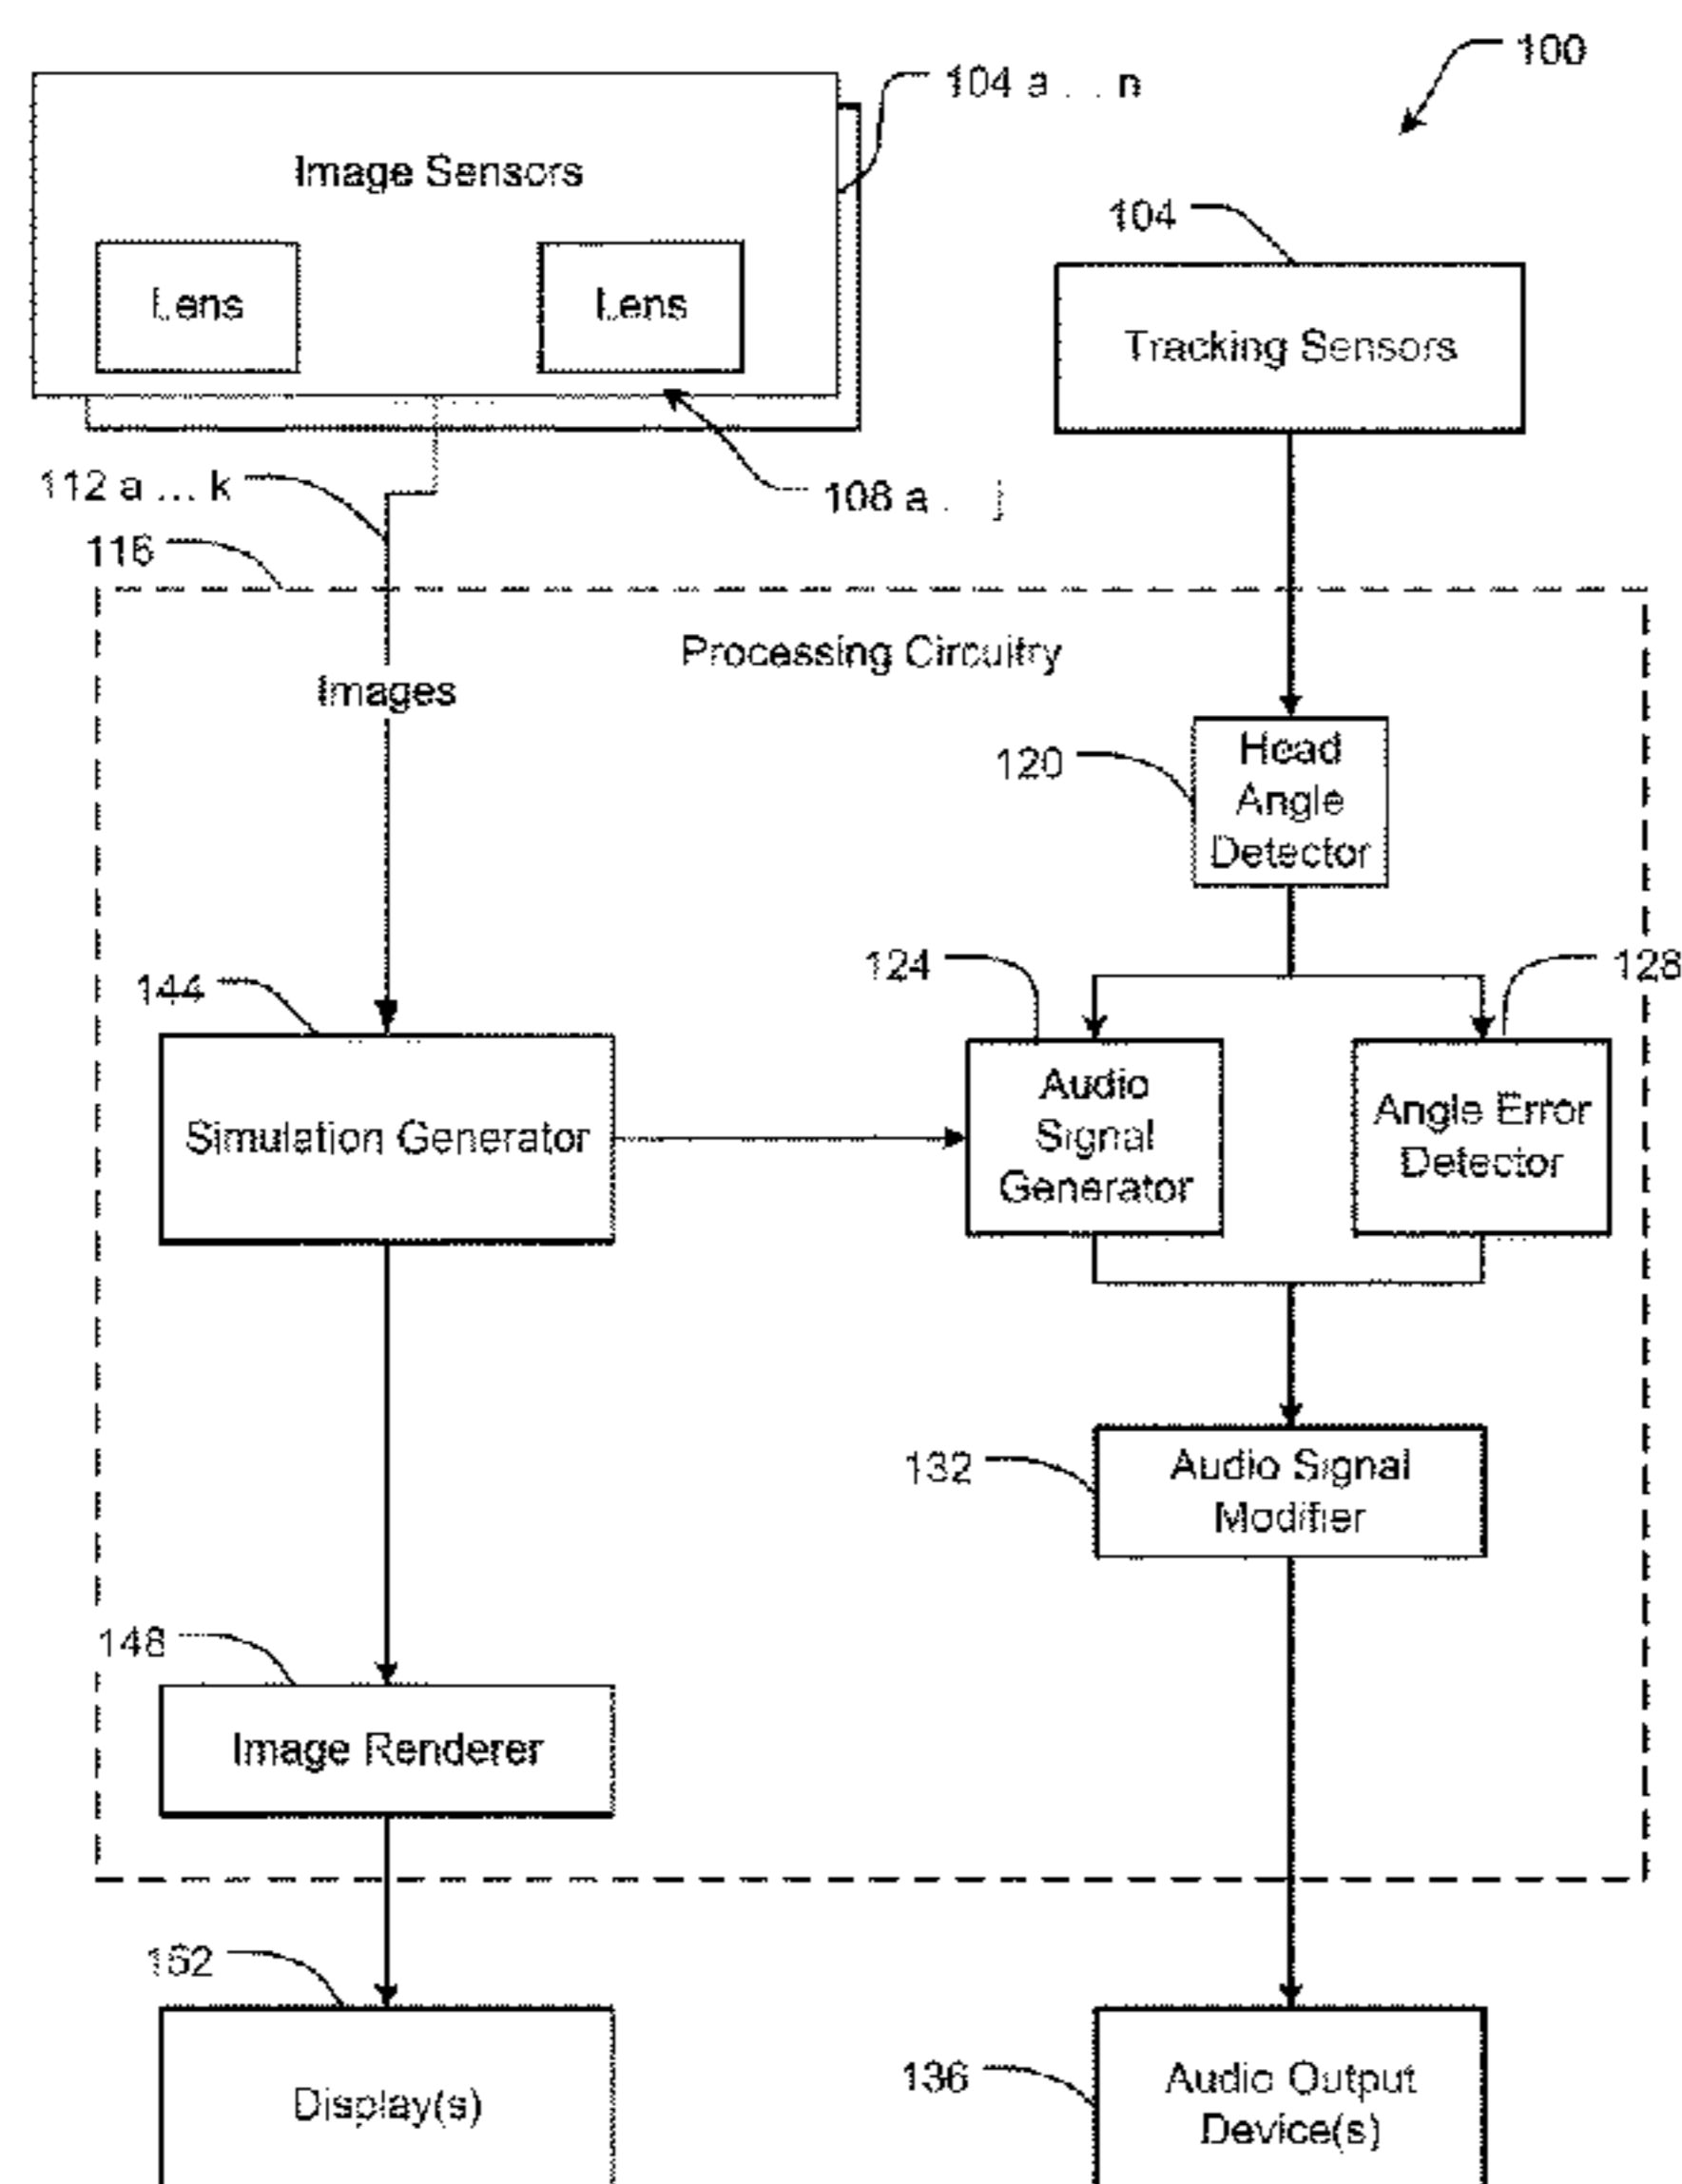 100
104 a . . n
Image Sensors
104
Lens
Lens
Tracking Sensors
112 a ... k
108 a . j
116
Processing Circuitry
Images
120
Head
Angle
Detector
124
128
144
Audio
Signal
Generator
Angle Error
Detector
Simulation Generator
132
Audio Signal
Modifier
148
Image Renderer
152
Display(s)
136
Audio Output
Device(s)